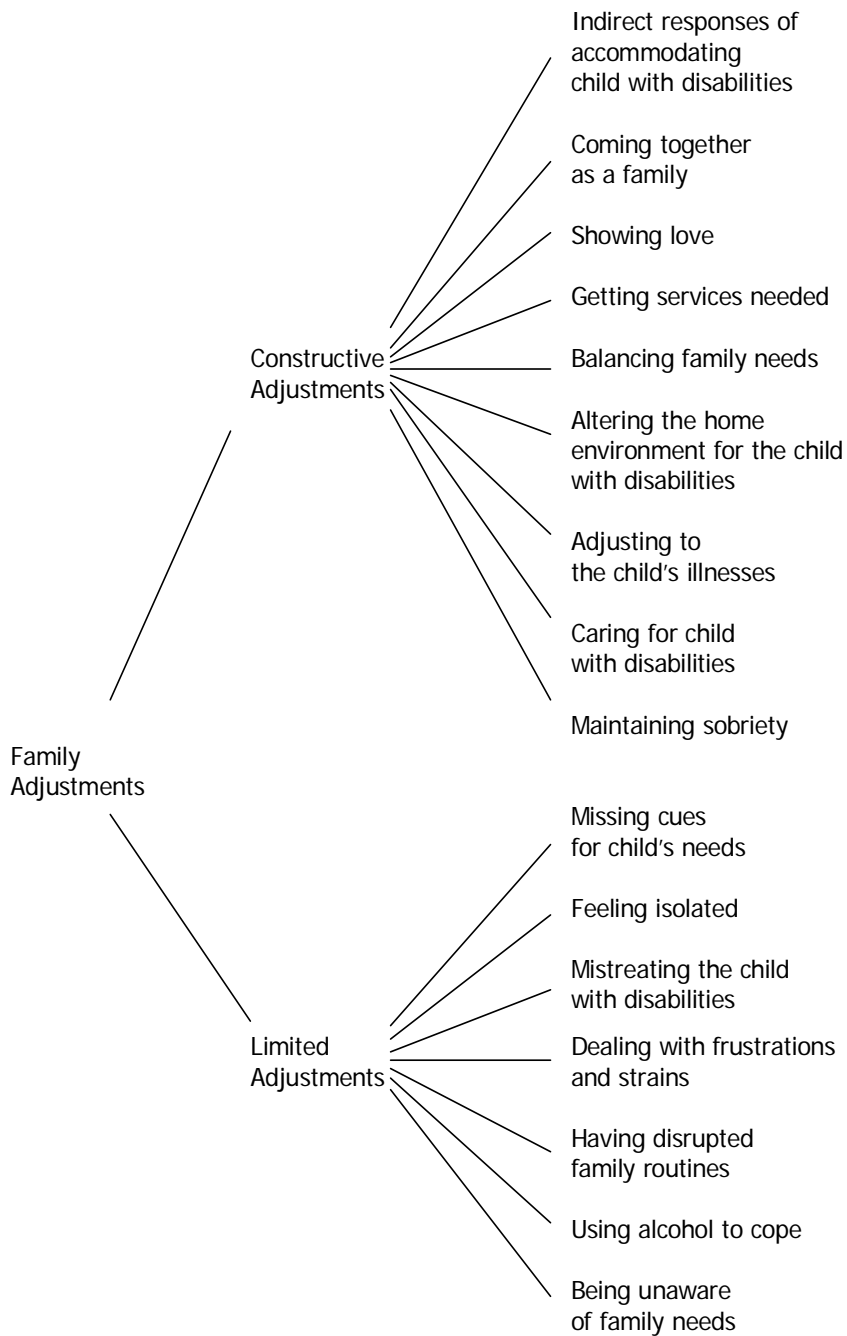 Indirect responses of
accommodating
child with disabilities
Coming together
as a family
Showing love
Getting services needed
Constructive
Adjustments
Balancing family needs
Altering the home
environment for the child
with disabilities
Adjusting to
the child's illnesses
Caring for child
with disabilities
Maintaining sobriety
Family
Adjustments
Missing cues
for child's needs
Feeling isolated
Mistreating the child
with disabilities
Limited
Adjustments
Dealing with frustrations
and strains
Having disrupted
family routines
Using alcohol to cope
Being unaware
of family needs